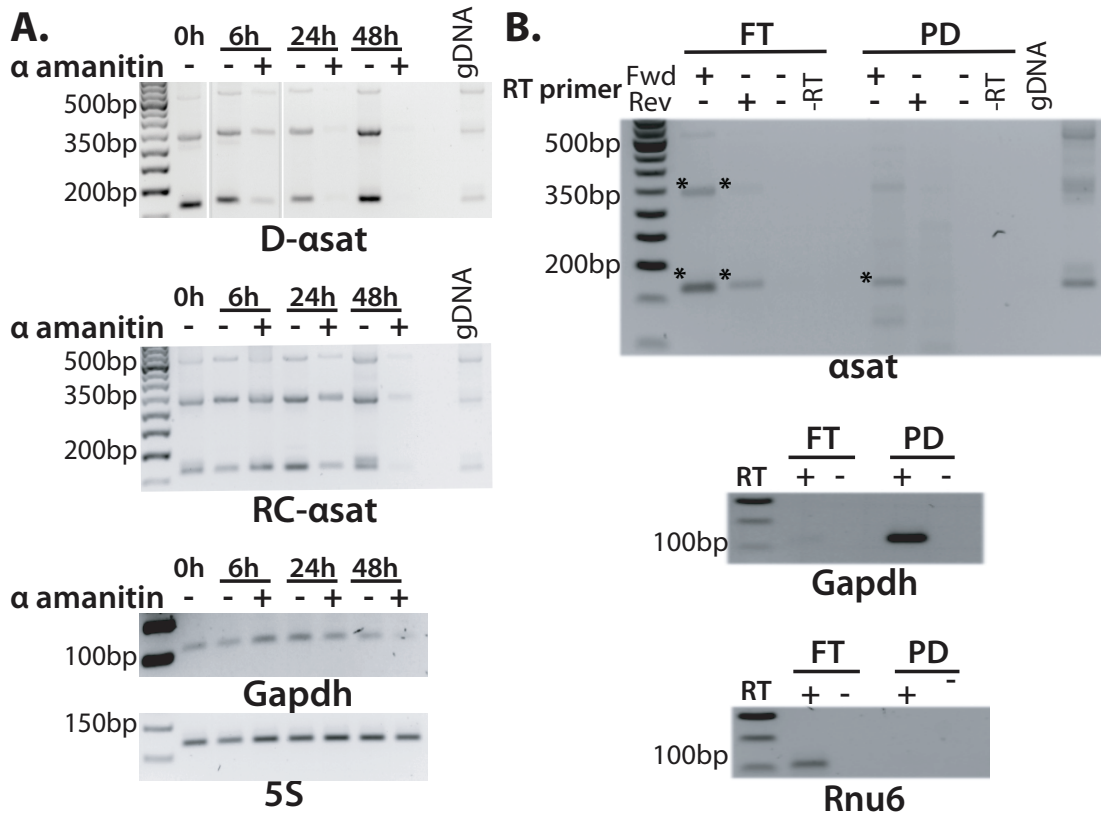 A.
0h 6h 24h 48h gDNA
α amanitin - - + - + - +
500bp
350bp
200bp
D-αsat
0h 6h 24h 48h gDNA
α amanitin - - + - + - +
500bp
350bp
200bp
RC-αsat
0h 6h 24h 48h
α amanitin - - + - + - +
100bp
Gapdh
150bp
5S
B.
FT PD
RT primer
Fwd + - - -RT + - - -RT gDNA
Rev - + - - + -
500bp
350bp
200bp
* *
* *
*
αsat
FT PD
RT + - + -
100bp
Gapdh
FT PD
RT + - + -
100bp
Rnu6